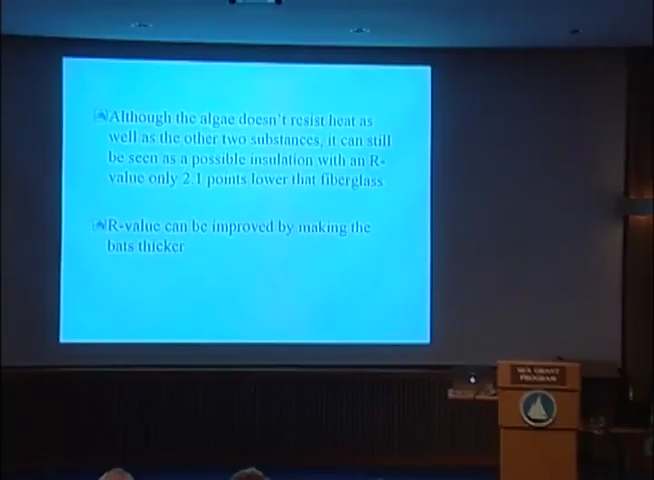 Although the algae doesn't resist heat as
well as the other two substances, it can still
be seen as a possible insulation with an R-
value only 2.1 points lower that fiberglass
R-value can be improved by making the
bats thicker
SEA GRANT
PROGRAM